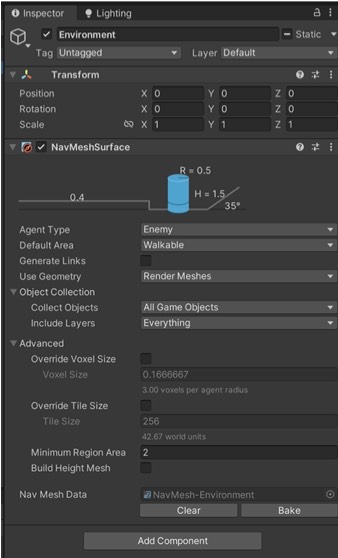 Inspector Lighting
Environment Static
Tag Untagged Layer Default
Transform
Position X 0 Y 0 Z 0
Rotation X 0 Y 0 Z 0
Scale X 1 Y 1 Z 1
NavMeshSurface
R = 0.5
0.4 H = 1.5
35°
Agent Type Enemy
Default Area Walkable
Generate Links
Use Geometry Render Meshes
Object Collection
Collect Objects All Game Objects
Include Layers Everything
Advanced
Override Voxel Size
Voxel Size 0.1666667
3.00 voxels per agent radius
Override Tile Size
Tile Size 256
42.67 world units
Minimum Region Area 2
Build Height Mesh
Nav Mesh Data NavMesh-Environment
Clear Bake
Add Component